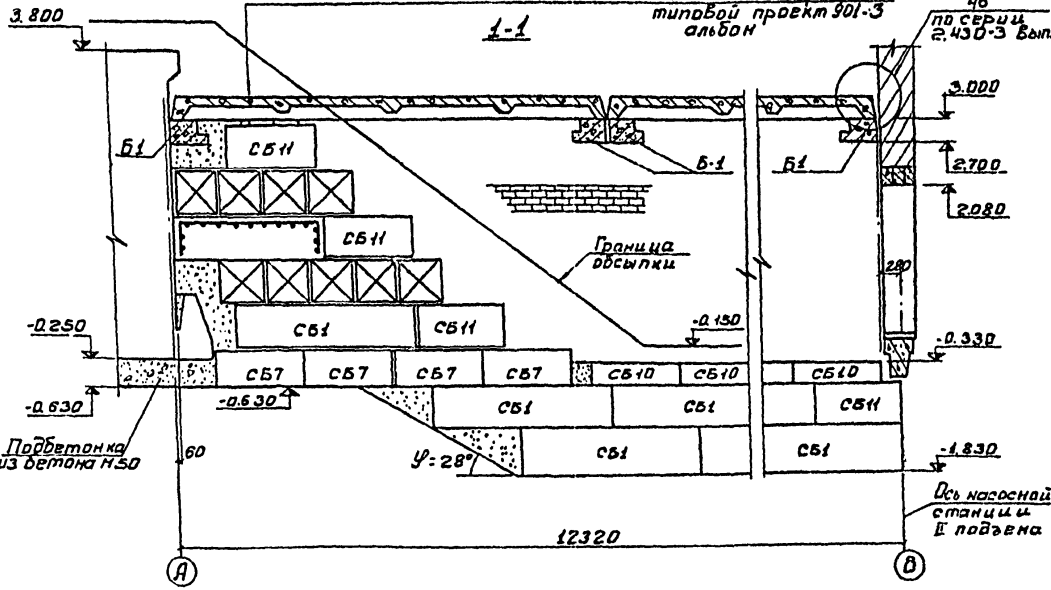 3.800
1-1
типовой проект 901-3
альбом
по серии
2.430-3 Вып.
3.000
Б1
СБ11
Б-1
Б1
2.700
2.080
СБ11
Граница
обсыпки
280
-0.250
СБ1
СБ11
-0.150
-0.330
СБ7
СБ7
СБ7
СБ7
СБ10
СБ10
СБ10
-0.630
-0.630
СБ1
СБ1
СБ11
Подбетонка
из бетона М50
60
φ=28°
СБ1
СБ1
-1.830
Ось насосной
станции
II подъема
12320
А
В